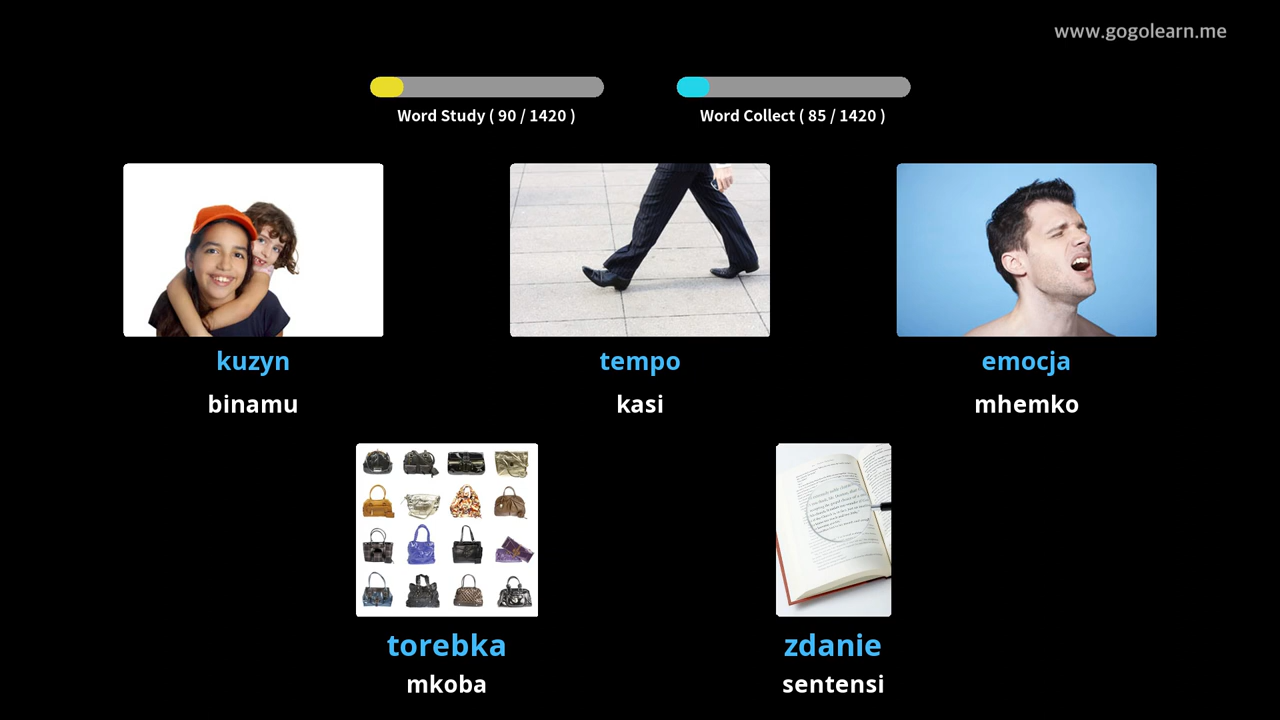 www.gogolearn.me
Word Study ( 90 / 1420 )
Word Collect ( 85 / 1420 )
kuzyn
tempo
emocja
binamu
kasi
mhemko
torebka
zdanie
mkoba
sentensi